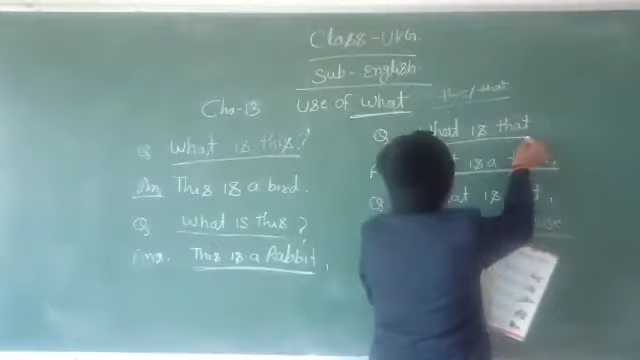 Class-UKG.
Sub-English
Cha-13 Use of what this/that
Q What is this?
Ans This is a bird.
Q What is this?
Ans. This is a Rabbit,
Q What is that
is a
Q is